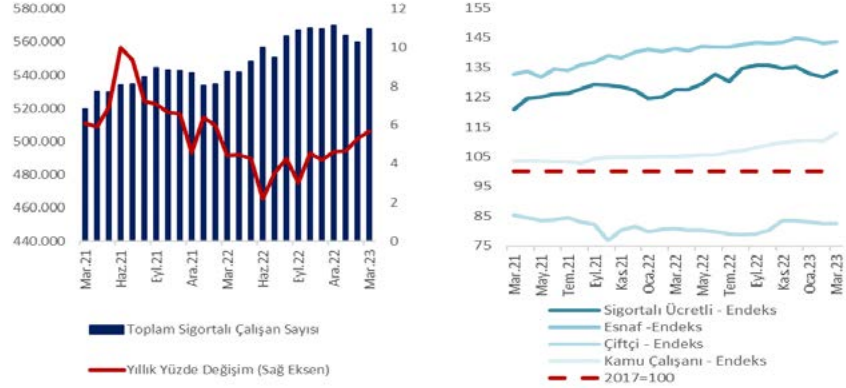 580.000
560.000
540.000
520.000
500.000
480.000
460.000
440.000
12
10
8
6
4
2
0
Mar.21
Haz.21
Eyl.21
Ara.21
Mar.22
Haz.22
Eyl.22
Ara.22
Mar.23
Toplam Sigortalı Çalışan Sayısı
Yıllık Yüzde Değişim (Sağ Eksen)
155
145
135
125
115
105
95
85
75
Mar.21
May.21
Tem.21
Eyl.21
Kas.21
Oca.22
Mar.22
May.22
Tem.22
Eyl.22
Kas.22
Oca.23
Mar.23
Sigortalı Ücretli - Endeks
Esnaf -Endeks
Çiftçi - Endeks
Kamu Çalışanı - Endeks
2017=100